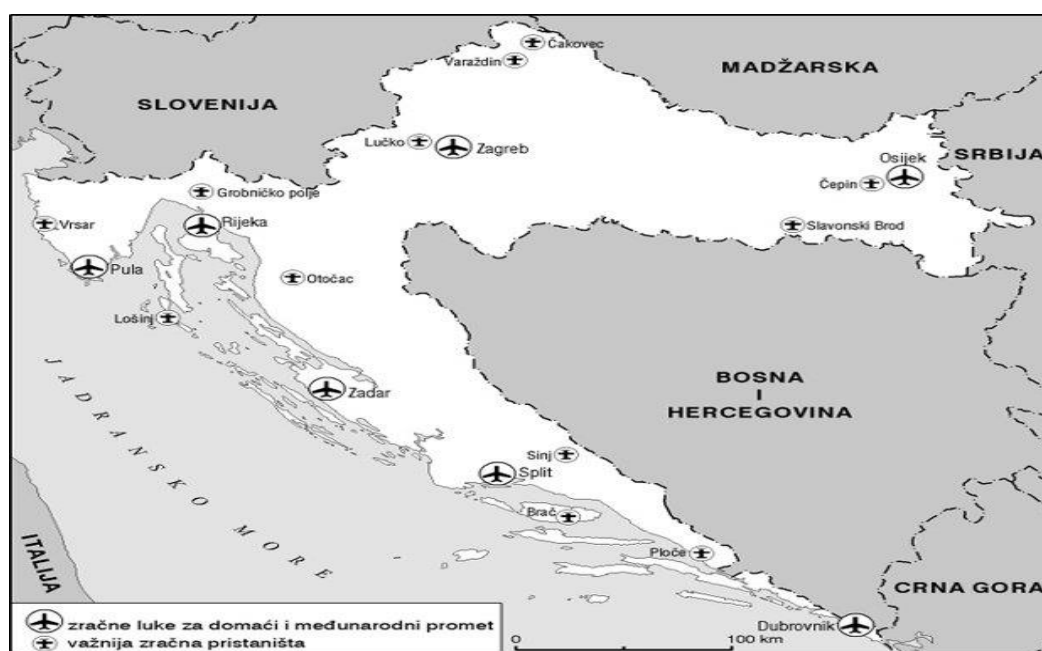 Čakovec
Varaždin
MADŽARSKA
SLOVENIJA
Lučko
Zagreb
Osijek
SRBIJA
Čepin
Grobničko polje
Vrsar
Rijeka
Slavonski Brod
Pula
Otočac
Lošinj
BOSNA
I
HERCEGOVINA
Zadar
JADRANSKO MORE
Sinj
Split
Brač
Ploče
ITALIJA
CRNA GORA
Dubrovnik
zračne luke za domaći i međunarodni promet
važnija zračna pristaništa
0 100 km